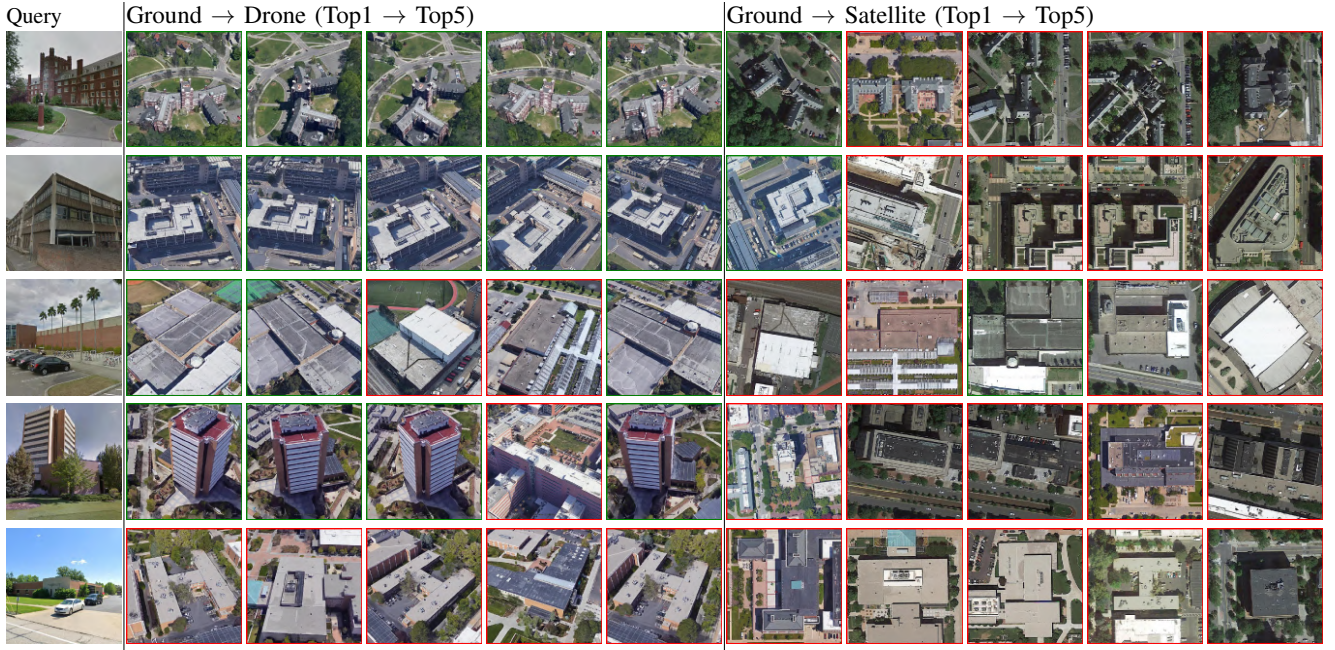 Query Ground → Drone (Top1 → Top5) Ground → Satellite (Top1 → Top5)